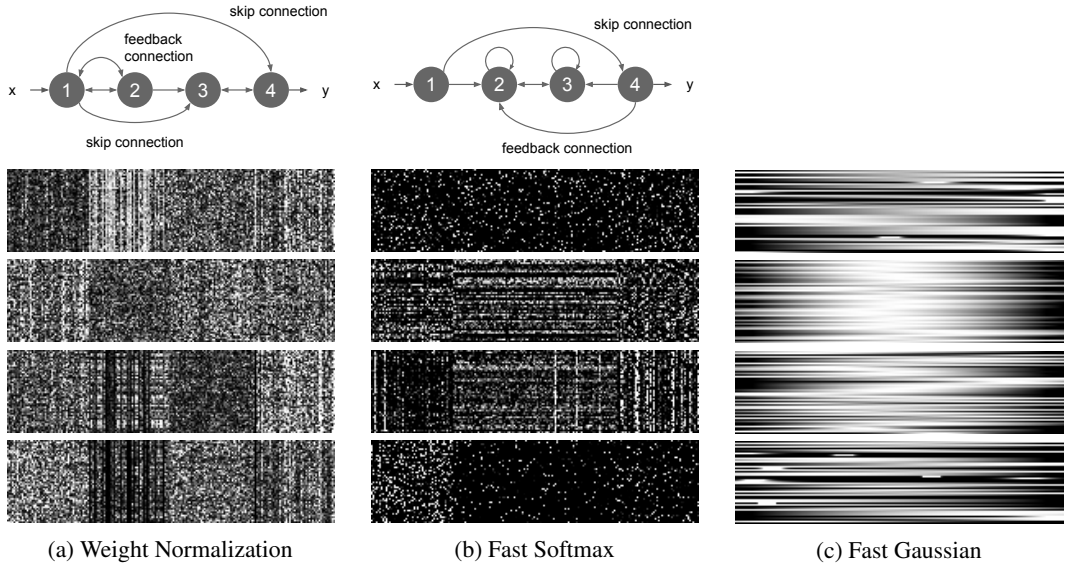 skip connection
feedback
connection
x 1 2 3 4 y
skip connection
skip connection
x 1 2 3 4 y
feedback connection
(a) Weight Normalization
(b) Fast Softmax
(c) Fast Gaussian